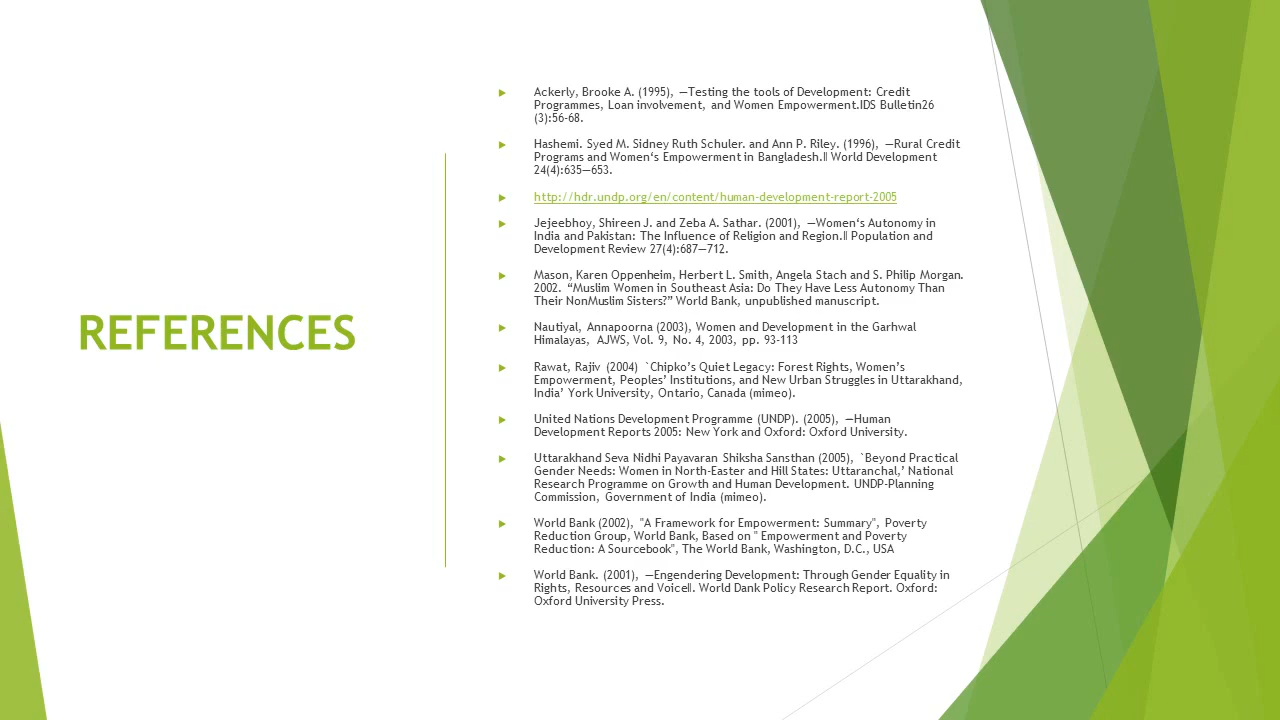 REFERENCES
Ackerly, Brooke A. (1995), ―Testing the tools of Development: Credit
Programmes, Loan involvement, and Women Empowerment.IDS Bulletin26
(3):56-68.
Hashemi. Syed M. Sidney Ruth Schuler. and Ann P. Riley. (1996), ―Rural Credit
Programs and Women‘s Empowerment in Bangladesh.‖ World Development
24(4):635—653.
http://hdr.undp.org/en/content/human-development-report-2005
Jejeebhoy, Shireen J. and Zeba A. Sathar. (2001), ―Women‘s Autonomy in
India and Pakistan: The Influence of Religion and Region.‖ Population and
Development Review 27(4):687—712.
Mason, Karen Oppenheim, Herbert L. Smith, Angela Stach and S. Philip Morgan.
2002. “Muslim Women in Southeast Asia: Do They Have Less Autonomy Than
Their NonMuslim Sisters?” World Bank, unpublished manuscript.
Nautiyal, Annapoorna (2003), Women and Development in the Garhwal
Himalayas, AJWS, Vol. 9, No. 4, 2003, pp. 93-113
Rawat, Rajiv (2004) `Chipko’s Quiet Legacy: Forest Rights, Women’s
Empowerment, Peoples’ Institutions, and New Urban Struggles in Uttarakhand,
India’ York University, Ontario, Canada (mimeo).
United Nations Development Programme (UNDP). (2005), ―Human
Development Reports 2005: New York and Oxford: Oxford University.
Uttarakhand Seva Nidhi Payavaran Shiksha Sansthan (2005), `Beyond Practical
Gender Needs: Women in North-Easter and Hill States: Uttaranchal,’ National
Research Programme on Growth and Human Development. UNDP-Planning
Commission, Government of India (mimeo).
World Bank (2002), "A Framework for Empowerment: Summary", Poverty
Reduction Group, World Bank, Based on " Empowerment and Poverty
Reduction: A Sourcebook", The World Bank, Washington, D.C., USA
World Bank. (2001), ―Engendering Development: Through Gender Equality in
Rights, Resources and Voice‖. World Dank Policy Research Report. Oxford:
Oxford University Press.